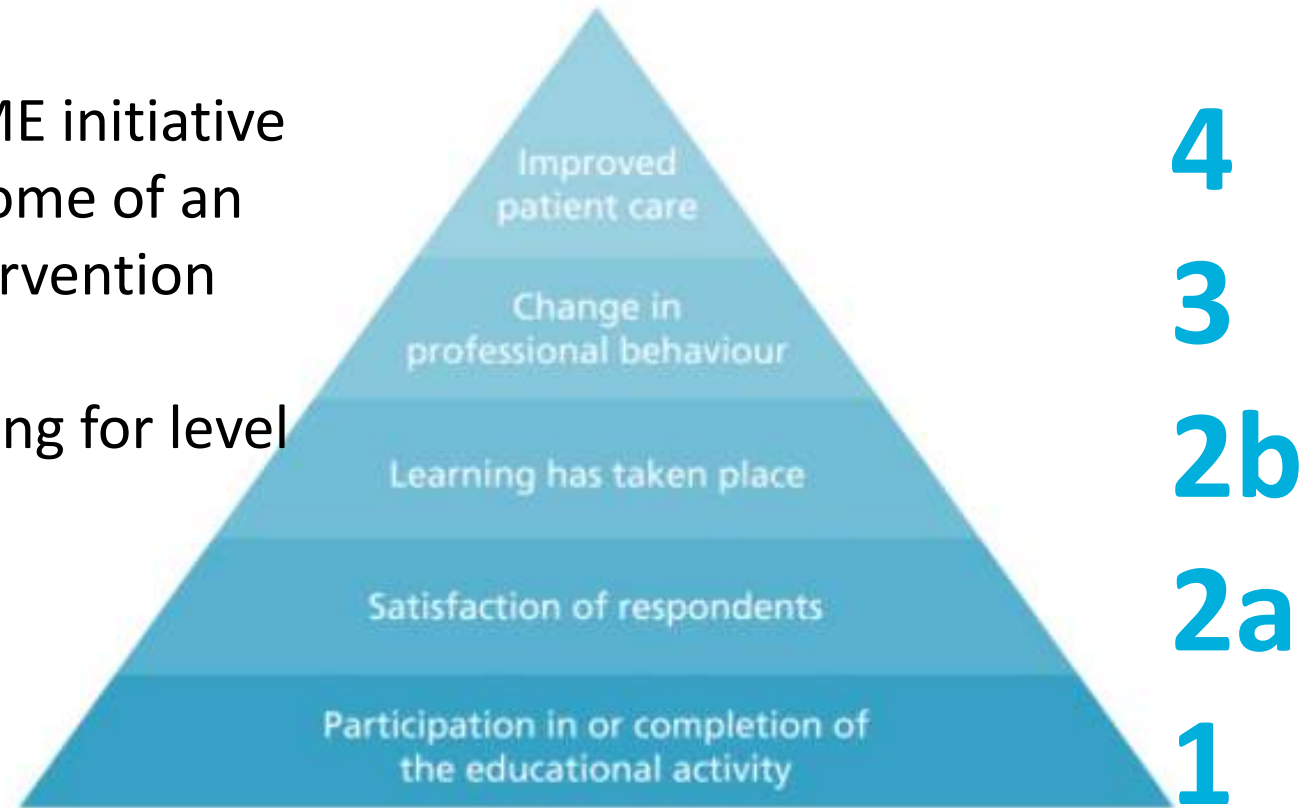 ME initiative
ome of an
rvention
ng for level
Improved
patient care
Change in
professional behaviour
Learning has taken place
Satisfaction of respondents
Participation in or completion of
the educational activity
4
3
2b
2a
1